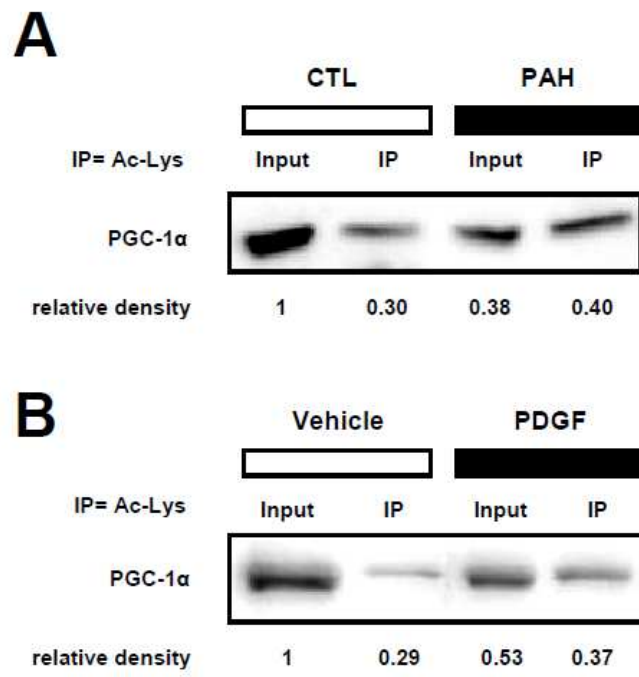 A
CTL PAH
IP= Ac-Lys Input IP Input IP
PGC-1α
relative density 1 0.30 0.38 0.40
B
Vehicle PDGF
IP= Ac-Lys Input IP Input IP
PGC-1α
relative density 1 0.29 0.53 0.37